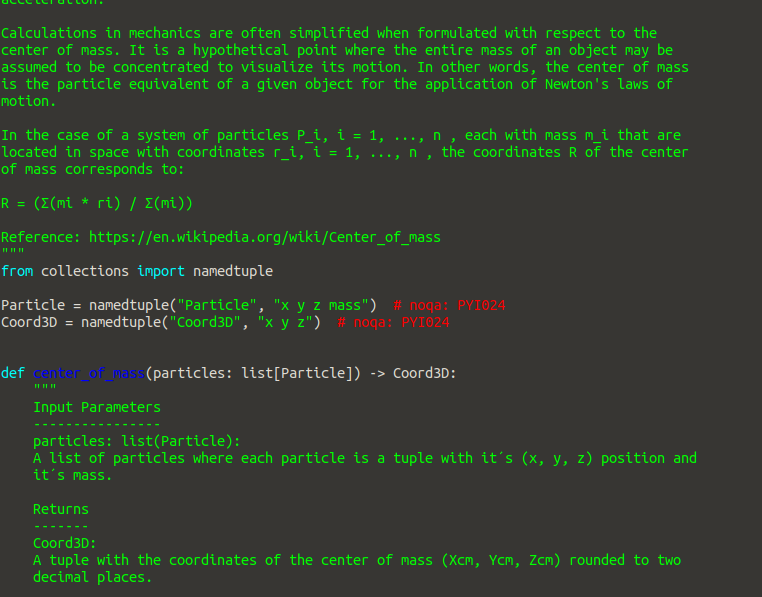 acceleration.
Calculations in mechanics are often simplified when formulated with respect to the
center of mass. It is a hypothetical point where the entire mass of an object may be
assumed to be concentrated to visualize its motion. In other words, the center of mass
is the particle equivalent of a given object for the application of Newton's laws of
motion.
In the case of a system of particles P_i, i = 1, ..., n , each with mass m_i that are
located in space with coordinates r_i, i = 1, ..., n , the coordinates R of the center
of mass corresponds to:
R = (Σ(mi * ri) / Σ(mi))
Reference: https://en.wikipedia.org/wiki/Center_of_mass
"""
from collections import namedtuple
Particle = namedtuple("Particle", "x y z mass")  # noqa: PYI024
Coord3D = namedtuple("Coord3D", "x y z")  # noqa: PYI024
def center_of_mass(particles: list[Particle]) -> Coord3D:
    """
    Input Parameters
    ----------------
    particles: list(Particle):
    A list of particles where each particle is a tuple with it´s (x, y, z) position and
    it´s mass.
    Returns
    -------
    Coord3D:
    A tuple with the coordinates of the center of mass (Xcm, Ycm, Zcm) rounded to two
    decimal places.